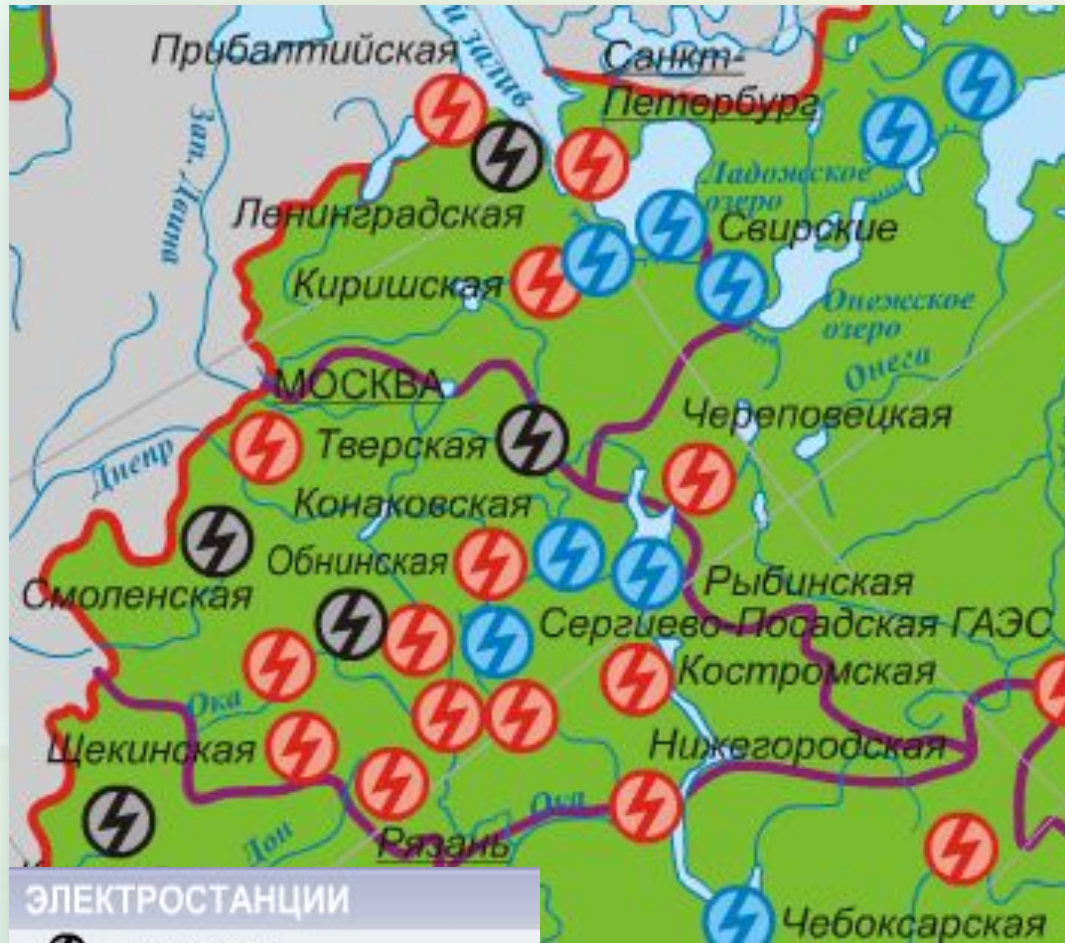 Прибалтийская
й залив
Санкт-
Петербург
Зап. Двина
Ладожское
озеро
Ленинградская
Свирские
Киришская
Онежское
озеро
Онега
МОСКВА
Череповецкая
Днепр
Тверская
Конаковская
Обнинская
Смоленская
Рыбинская
Сергиево-Посадская ГАЭС
Костромская
Ока
Щекинская
Нижегородская
Ока
Дон
Рязань
ЭЛЕКТРОСТАНЦИИ
Чебоксарская